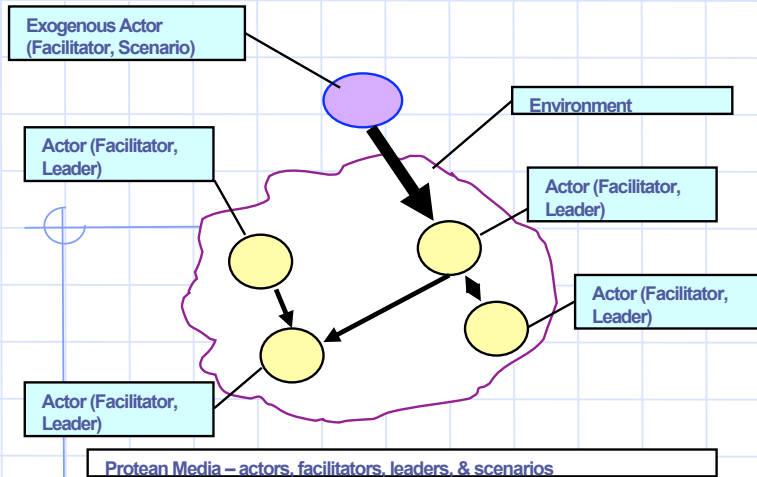 Exogenous Actor
(Facilitator, Scenario)
Environment
Actor (Facilitator,
Leader)
Actor (Facilitator,
Leader)
Actor (Facilitator,
Leader)
Actor (Facilitator,
Leader)
Protean Media – actors, facilitators, leaders, & scenarios